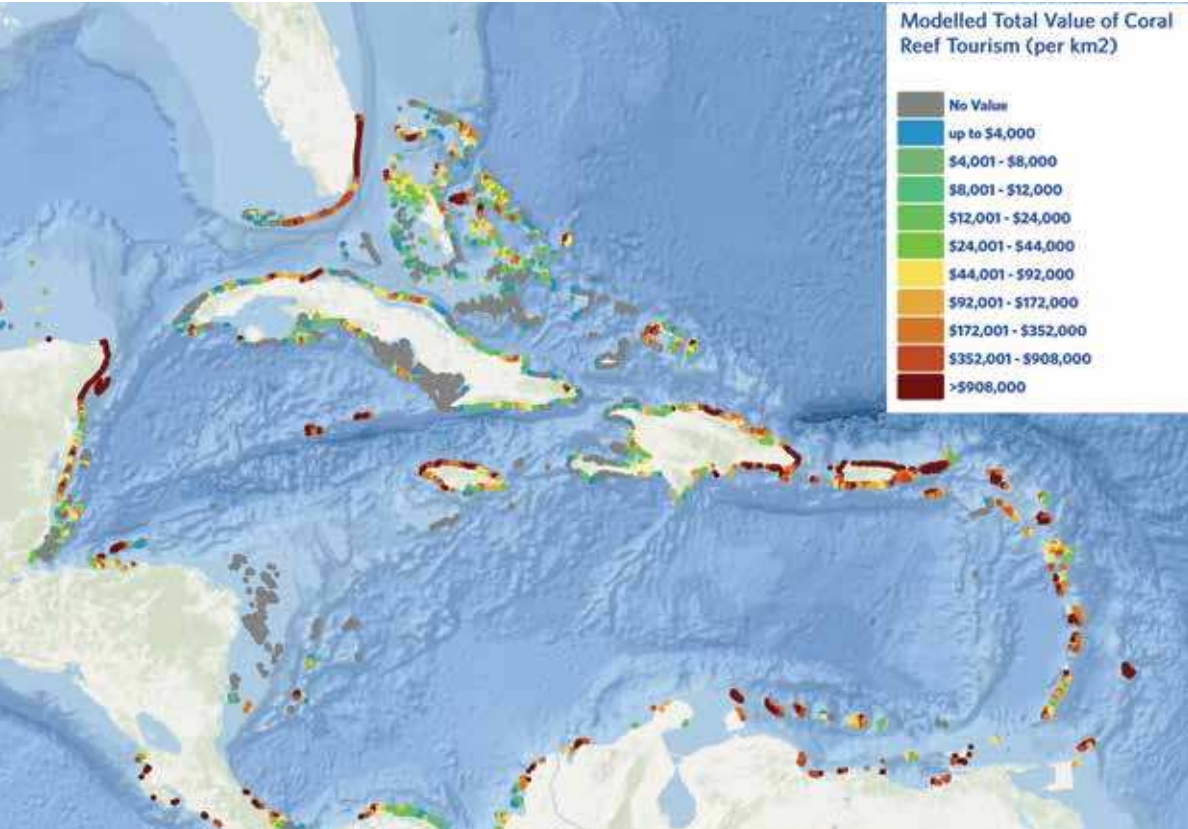 Modelled Total Value of Coral
Reef Tourism (per km2)
No Value
up to $4,000
$4,001 - $8,000
$8,001 - $12,000
$12,001 - $24,000
$24,001 - $44,000
$44,001 - $92,000
$92,001 - $172,000
$172,001 - $352,000
$352,001 - $908,000
>$908,000